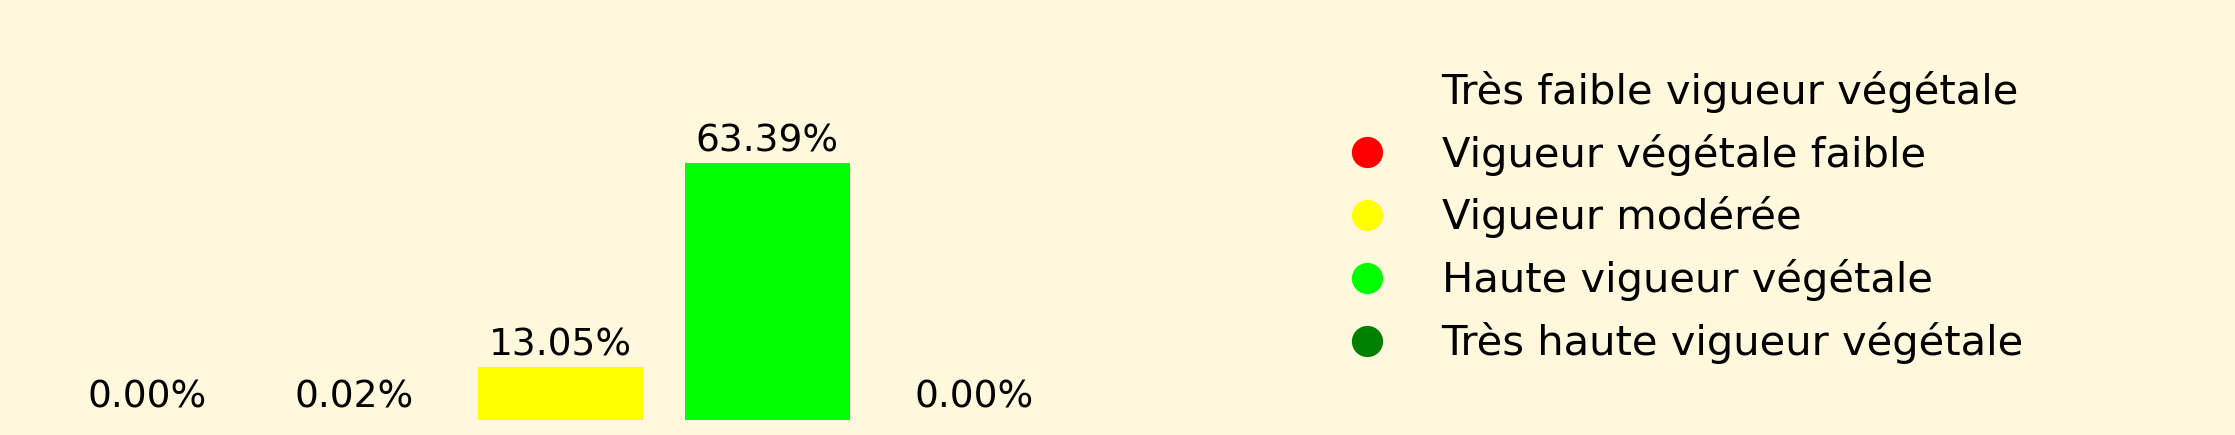 63.39%
13.05%
0.00%
0.02%
0.00%
Très faible vigueur végétale
Vigueur végétale faible
Vigueur modérée
Haute vigueur végétale
Très haute vigueur végétale